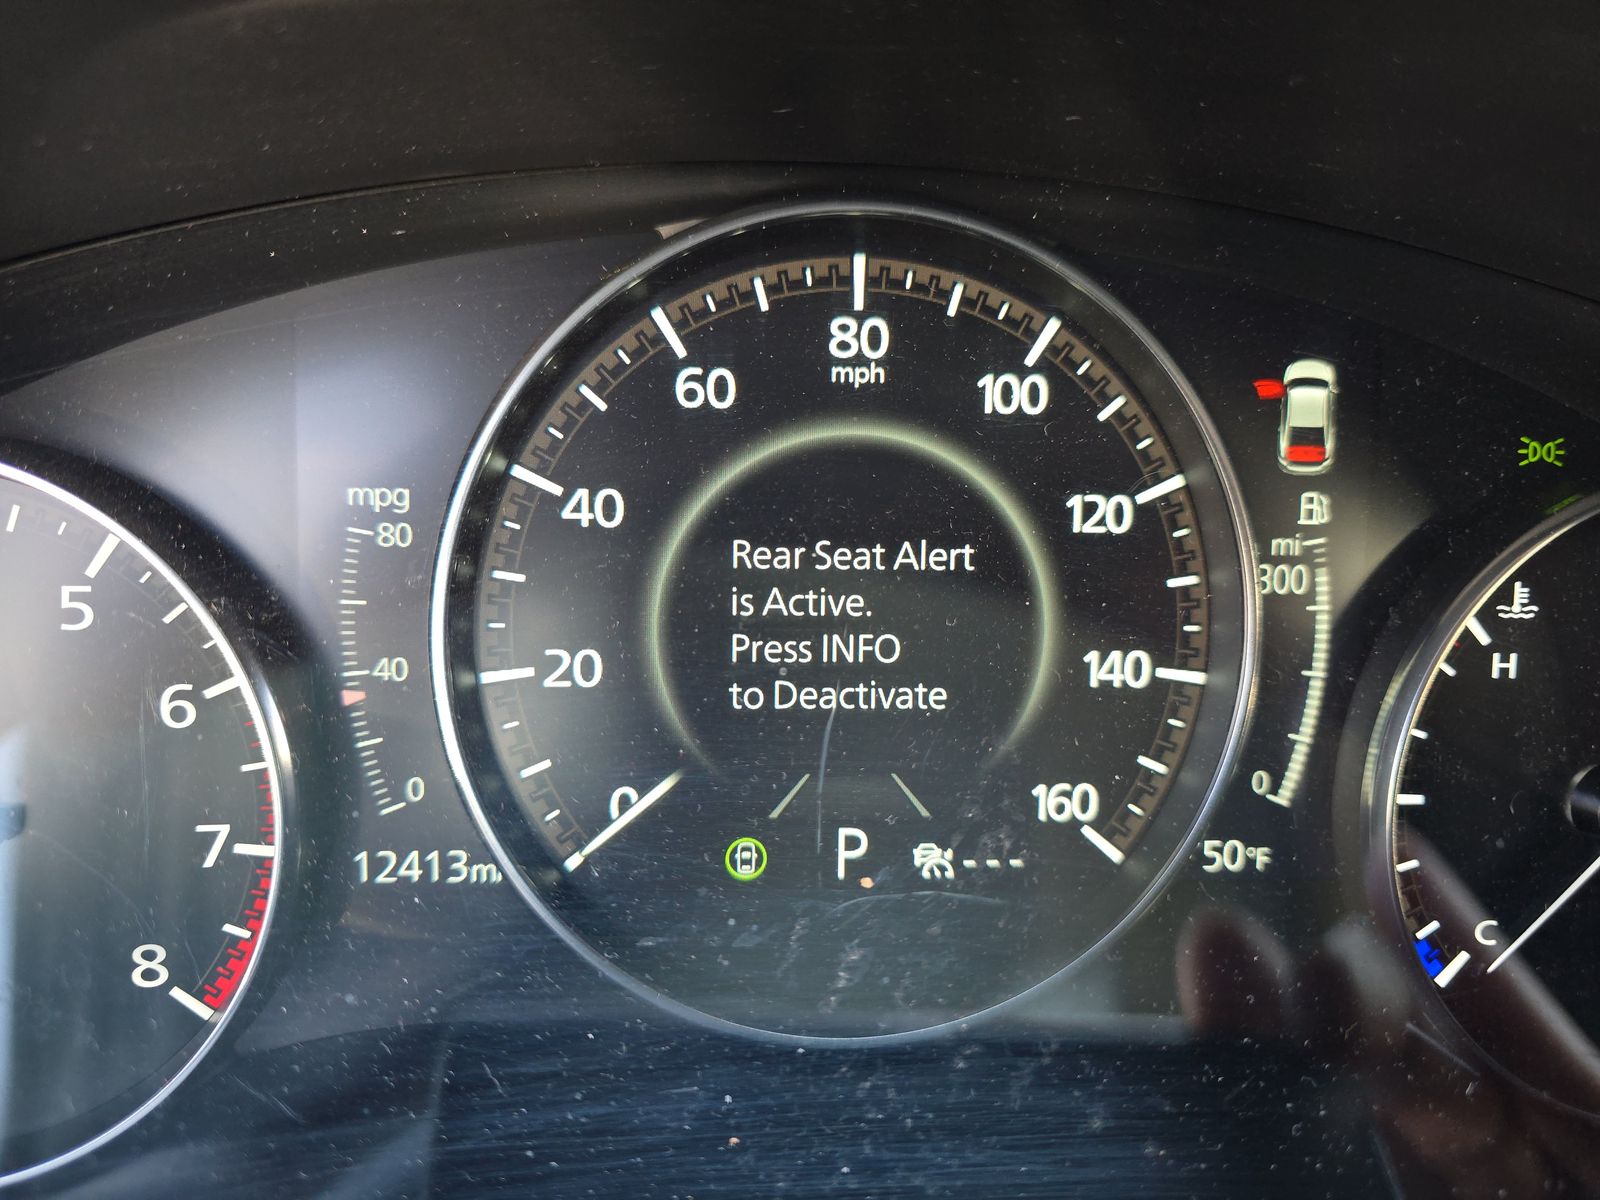 80
mph
60
100
40
120
20
140
0
160
Rear Seat Alert
is Active.
Press INFO
to Deactivate
P
---
mpg
80
40
0
12413mi
5
6
7
8
mi
300
0
50°F
H
C